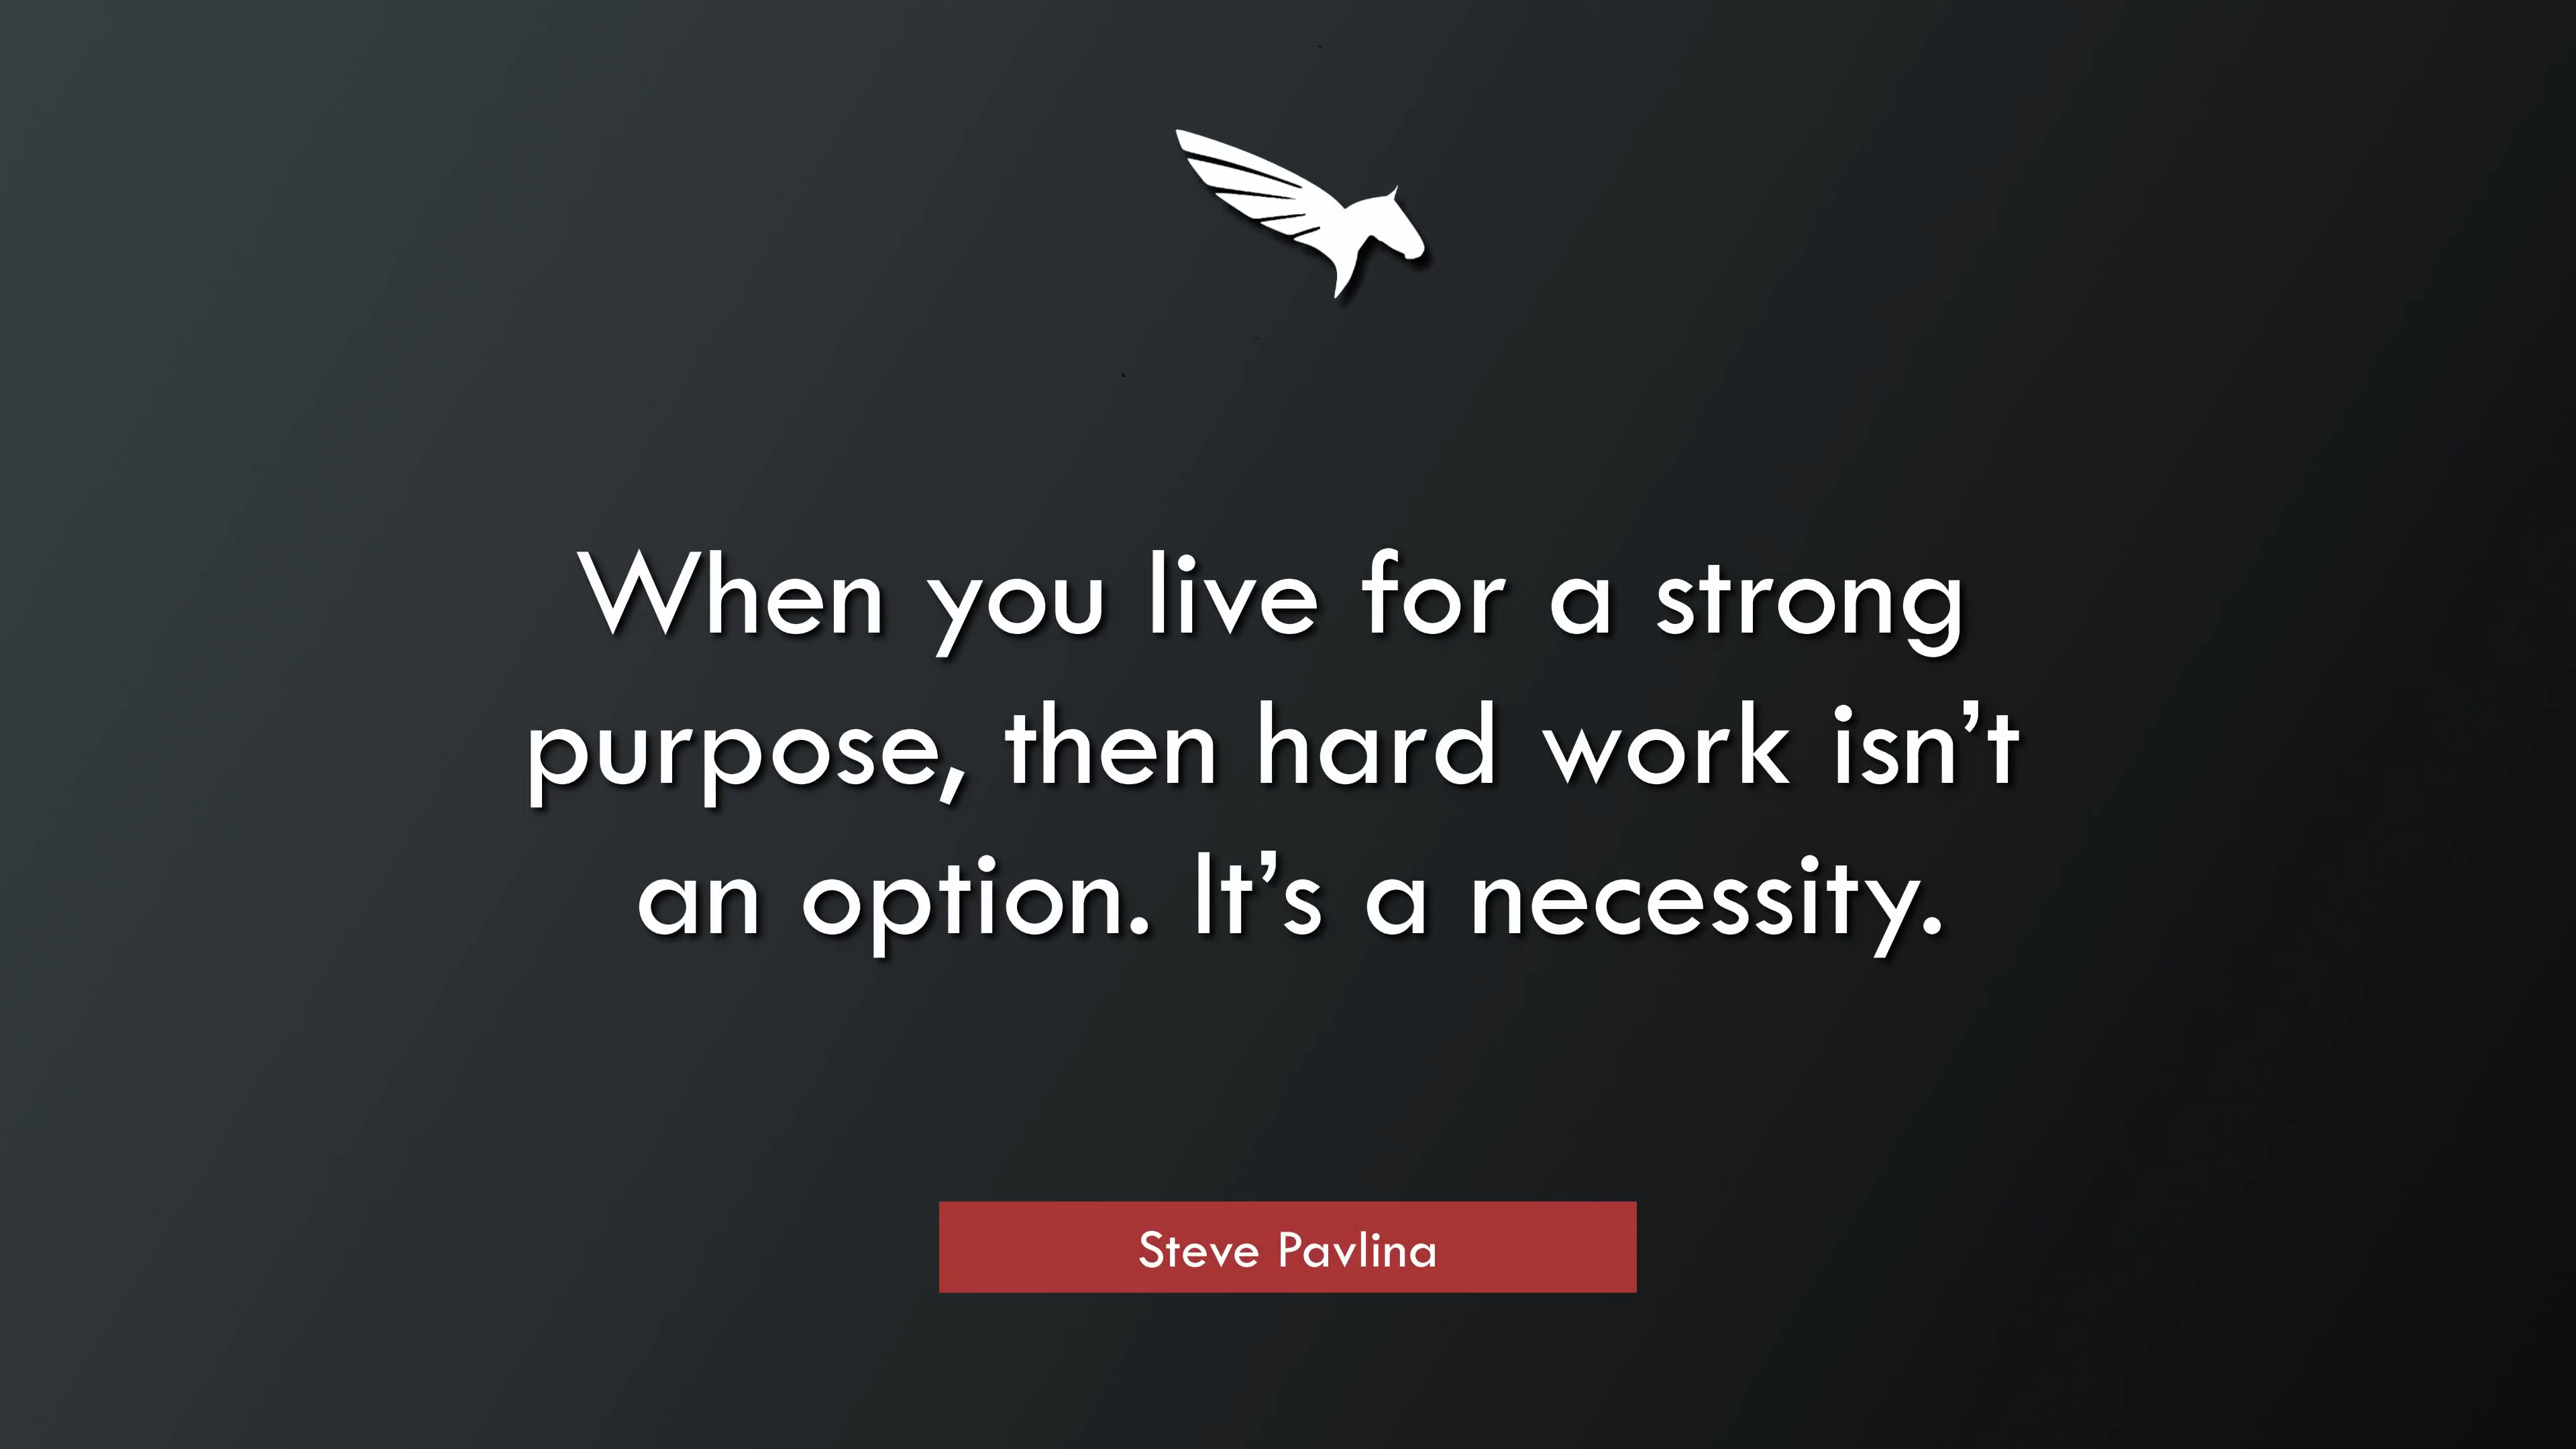 When you live for a strong
purpose, then hard work isn’t
an option. It’s a necessity.
Steve Pavlina